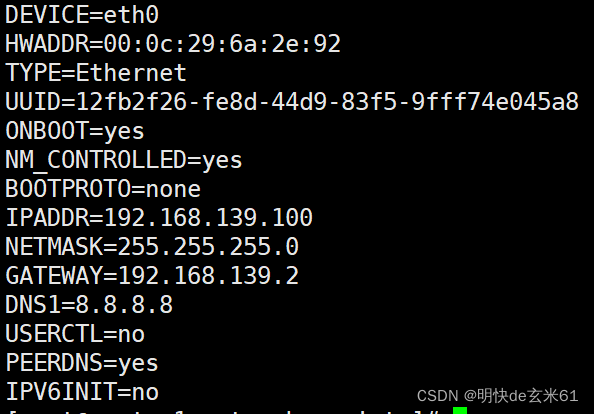 DEVICE=eth0
HWADDR=00:0c:29:6a:2e:92
TYPE=Ethernet
UUID=12fb2f26-fe8d-44d9-83f5-9fff74e045a8
ONBOOT=yes
NM_CONTROLLED=yes
BOOTPROTO=none
IPADDR=192.168.139.100
NETMASK=255.255.255.0
GATEWAY=192.168.139.2
DNS1=8.8.8.8
USERCTL=no
PEERDNS=yes
IPV6INIT=no
CSDN @明快de玄米61